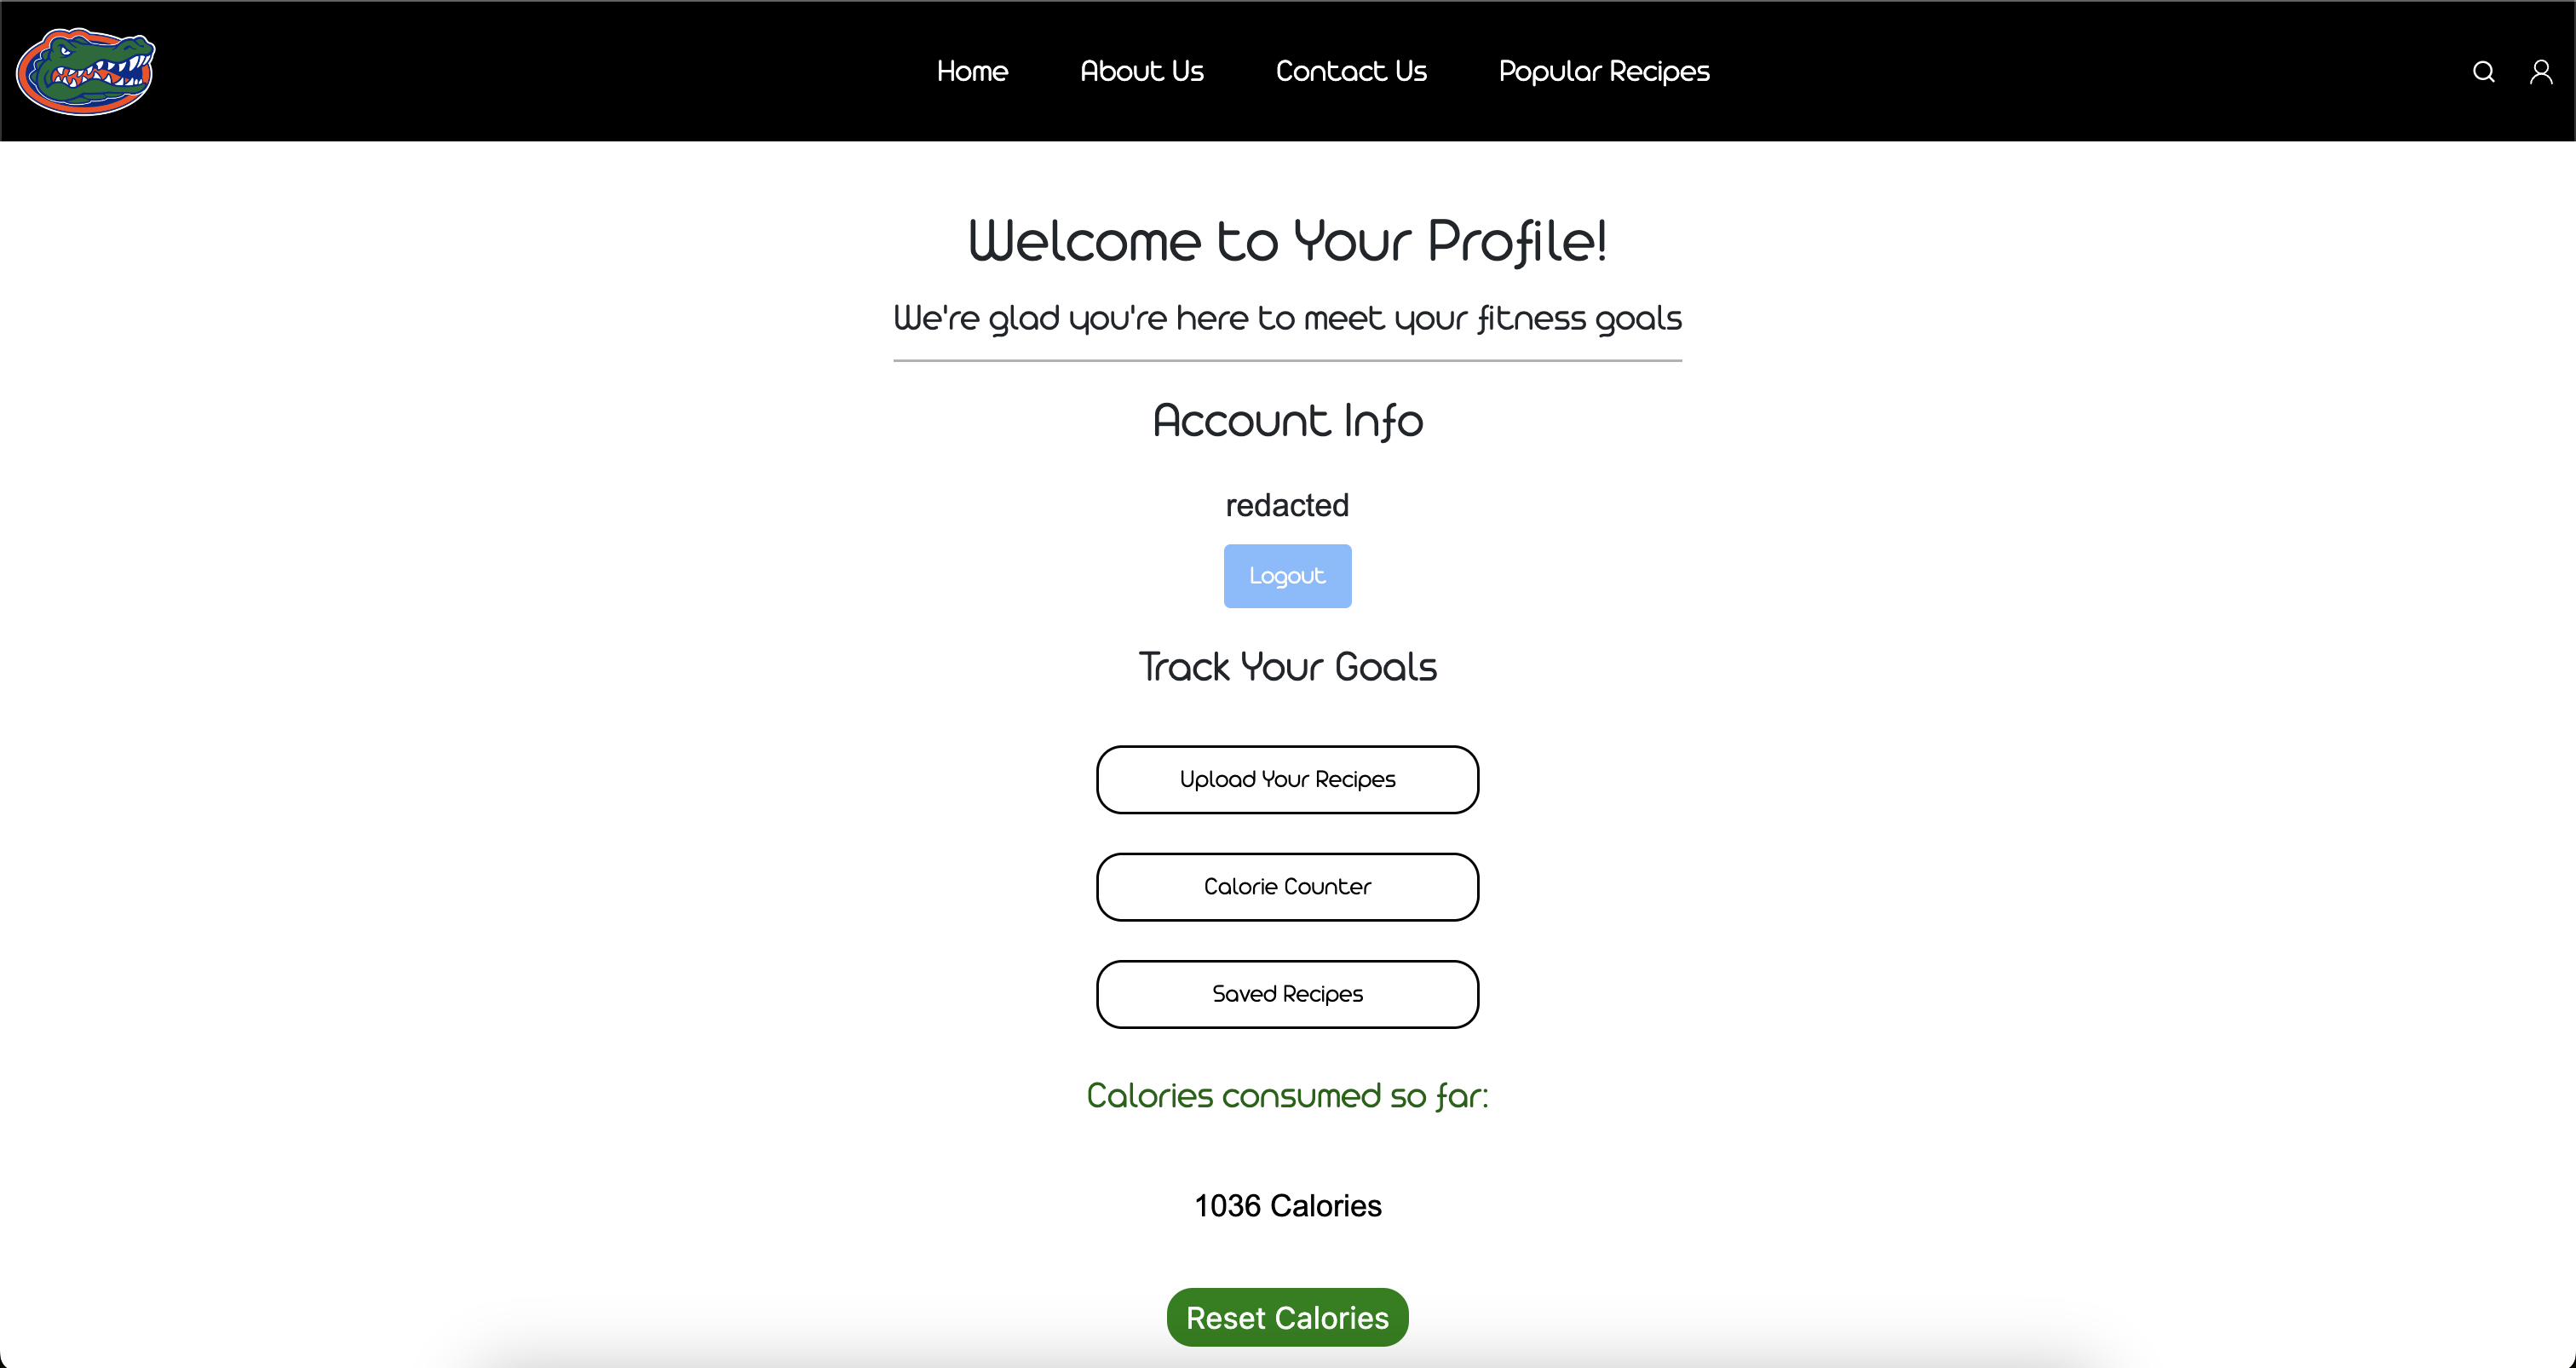 Home About Us Contact Us Popular Recipes
Welcome to Your Profile!
We're glad you're here to meet your fitness goals
Account Info
redacted
Logout
Track Your Goals
Upload Your Recipes
Calorie Counter
Saved Recipes
Calories consumed so far:
1036 Calories
Reset Calories